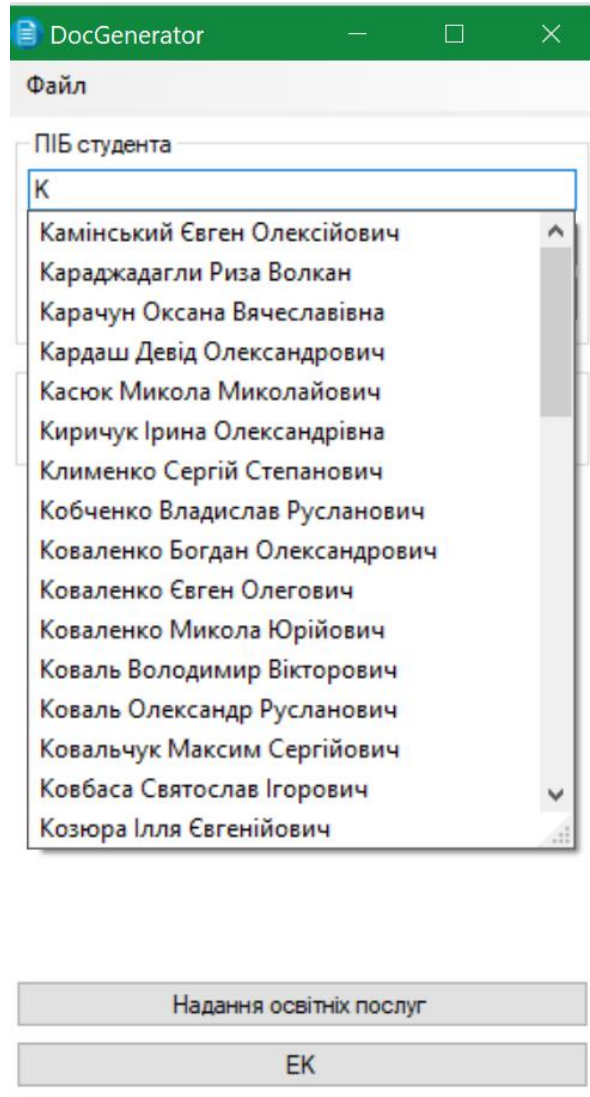 DocGenerator
Файл
ПІБ студента
К
Камінський Євген Олексійович
Караджадагли Риза Волкан
Карачун Оксана Вячеславівна
Кардаш Девід Олександрович
Касюк Микола Миколайович
Киричук Ірина Олександрівна
Клименко Сергій Степанович
Кобченко Владислав Русланович
Коваленко Богдан Олександрович
Коваленко Євген Олегович
Коваленко Микола Юрійович
Коваль Володимир Вікторович
Коваль Олександр Русланович
Ковальчук Максим Сергійович
Ковбаса Святослав Ігорович
Козюра Ілля Євгенійович
Надання освітніх послуг
ЕК